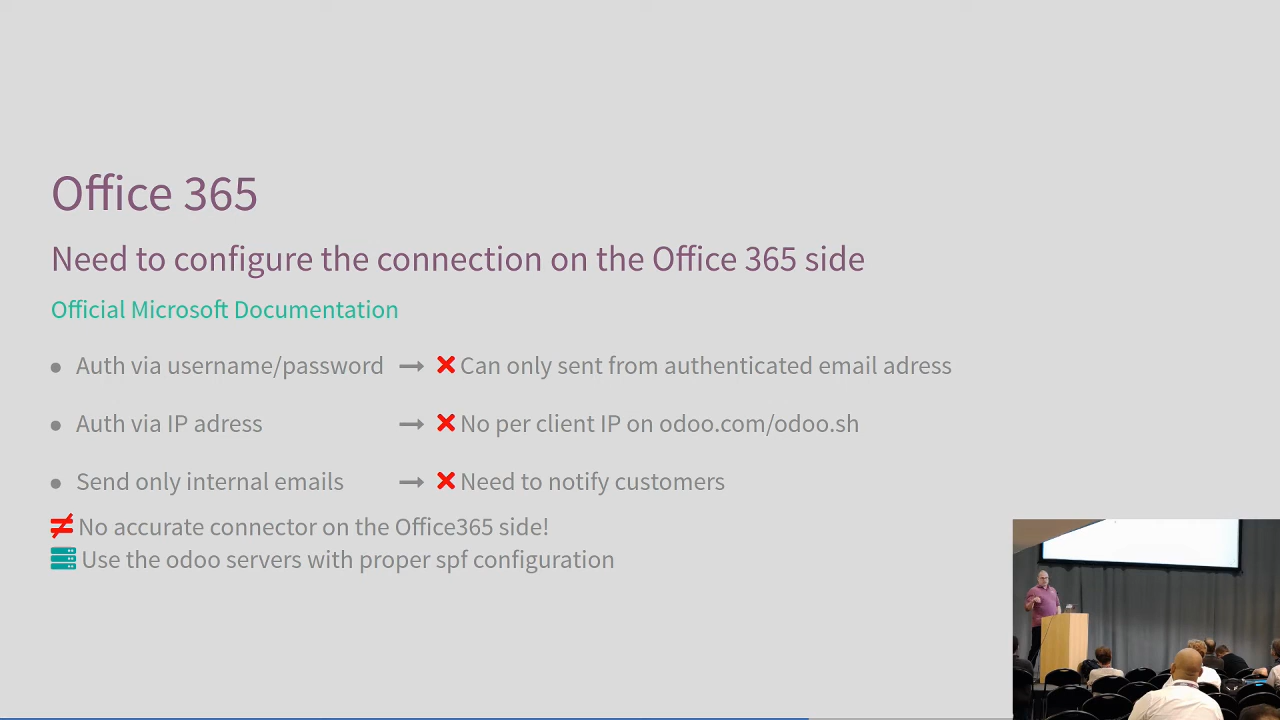 Office 365
Need to configure the connection on the Office 365 side
Official Microsoft Documentation
• Auth via username/password → ❌ Can only sent from authenticated email adress
• Auth via IP adress → ❌ No per client IP on odoo.com/odoo.sh
• Send only internal emails → ❌ Need to notify customers
≠ No accurate connector on the Office365 side!
Use the odoo servers with proper spf configuration